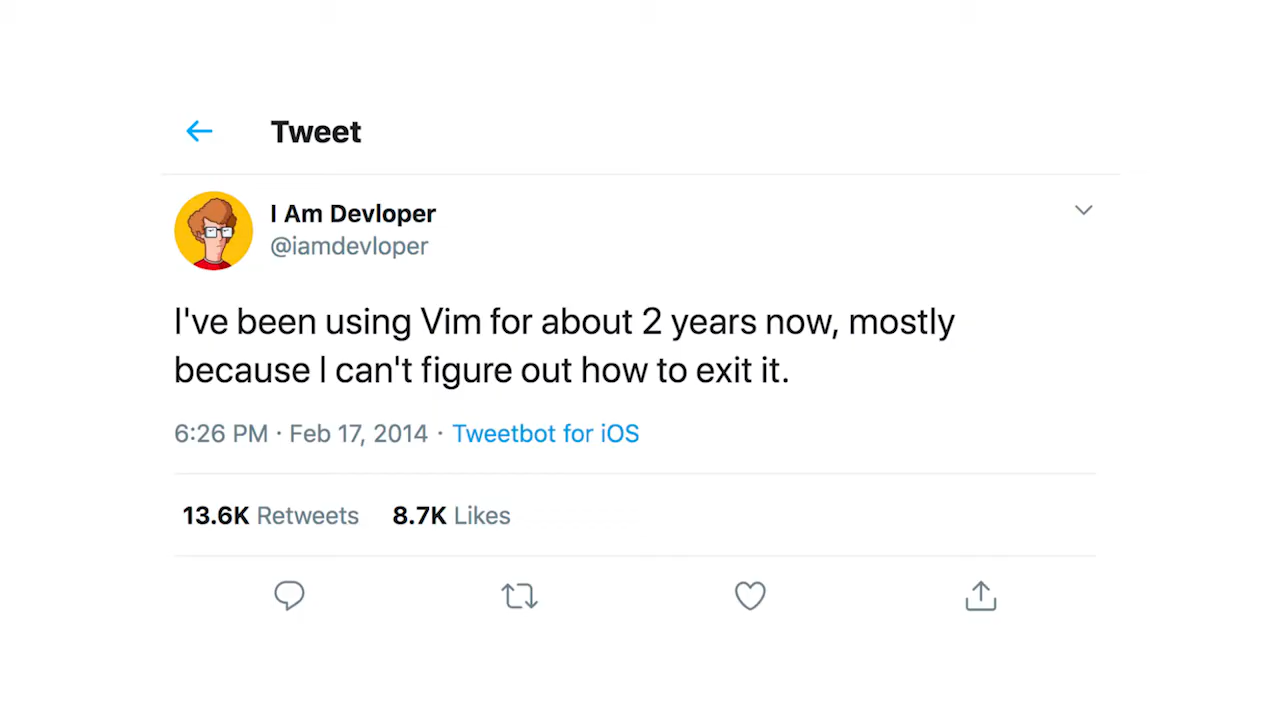 Tweet
I Am Devloper
@iamdevloper
I've been using Vim for about 2 years now, mostly
because I can't figure out how to exit it.
6:26 PM · Feb 17, 2014 · Tweetbot for iOS
13.6K Retweets 8.7K Likes